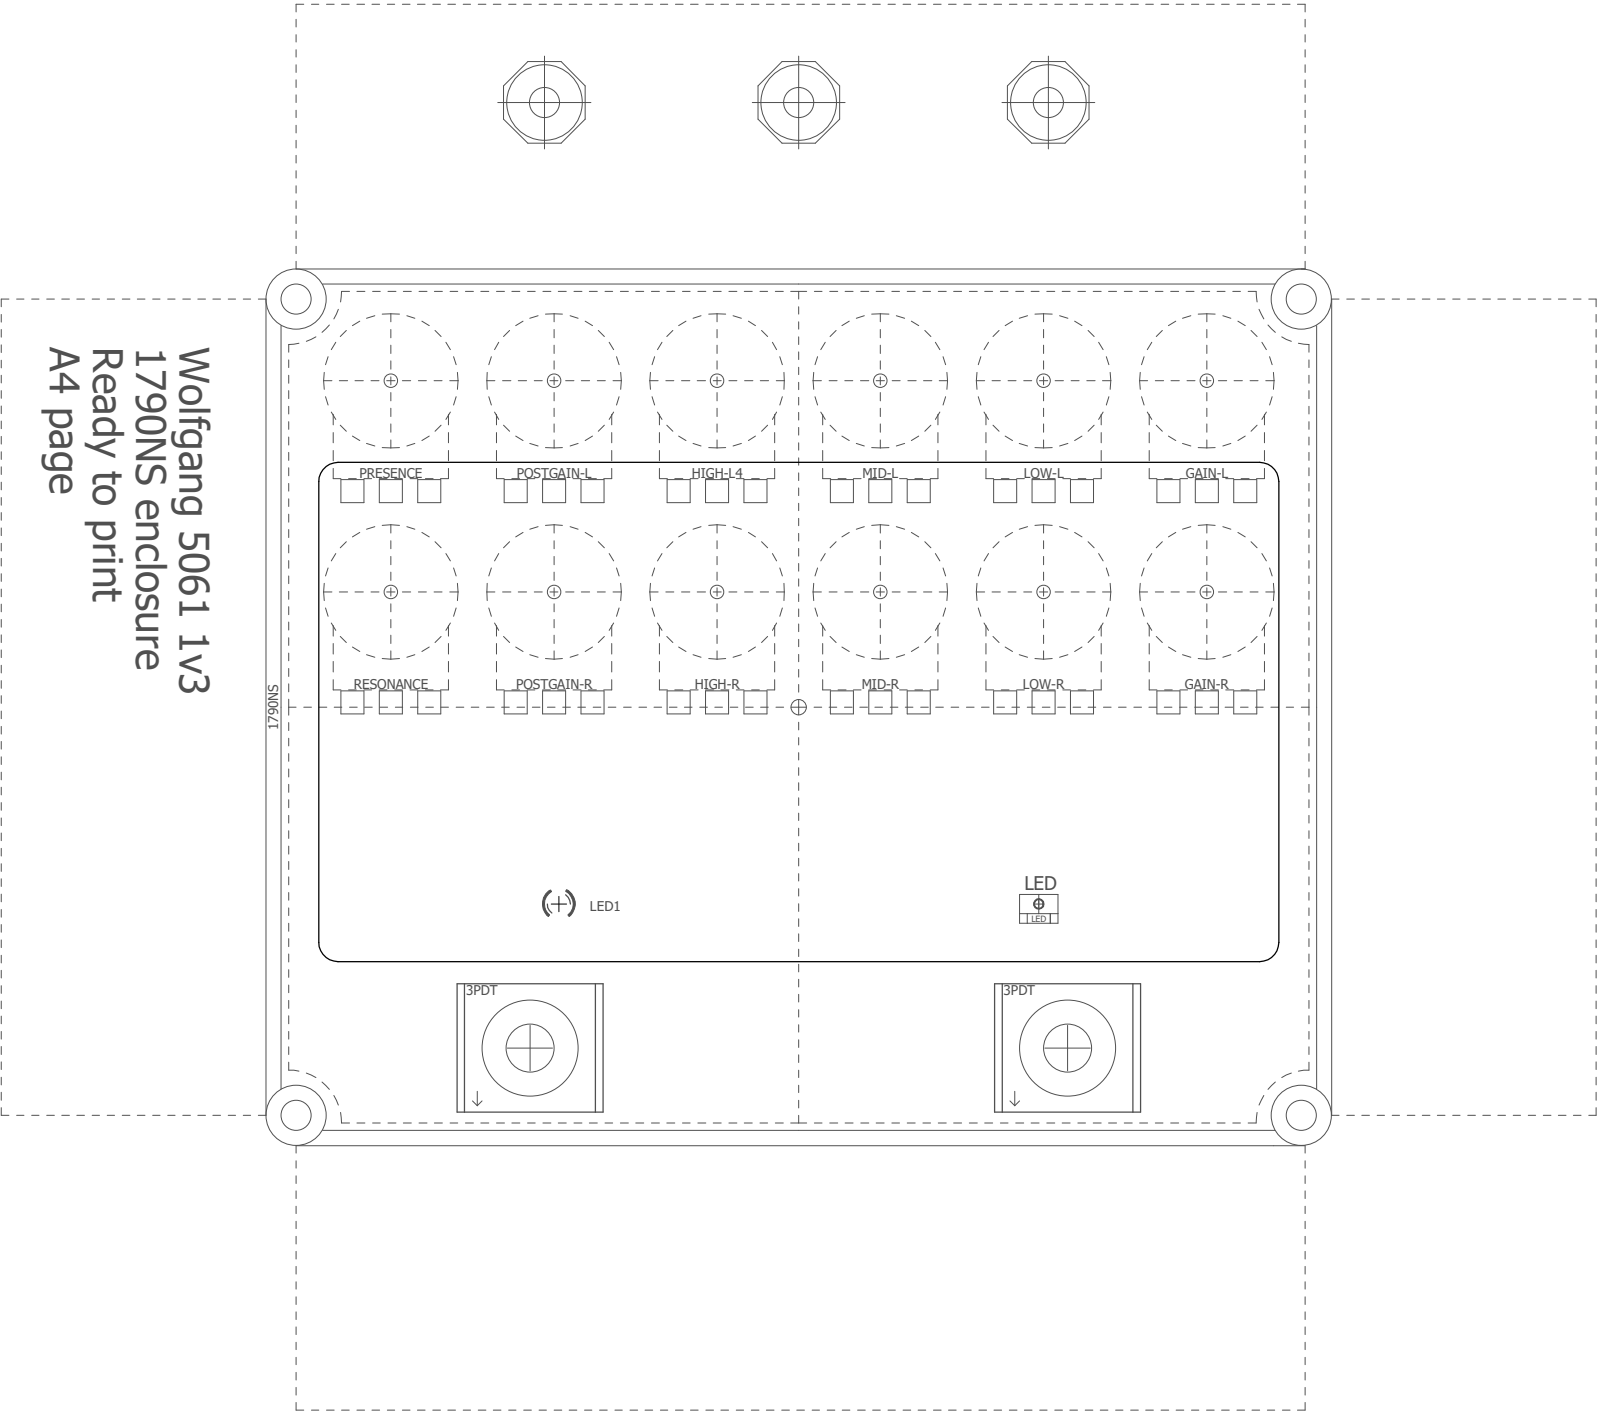 Wolfgang 5061 1v3
1790NS enclosure
Ready to print
A4 page
1790NS
PRESENCE
POSTGAIN-L
HIGH-L4
MID-L
LOW-L
GAIN-L
RESONANCE
POSTGAIN-R
HIGH-R
MID-R
LOW-R
GAIN-R
LED1
LED
LED
3PDT
3PDT